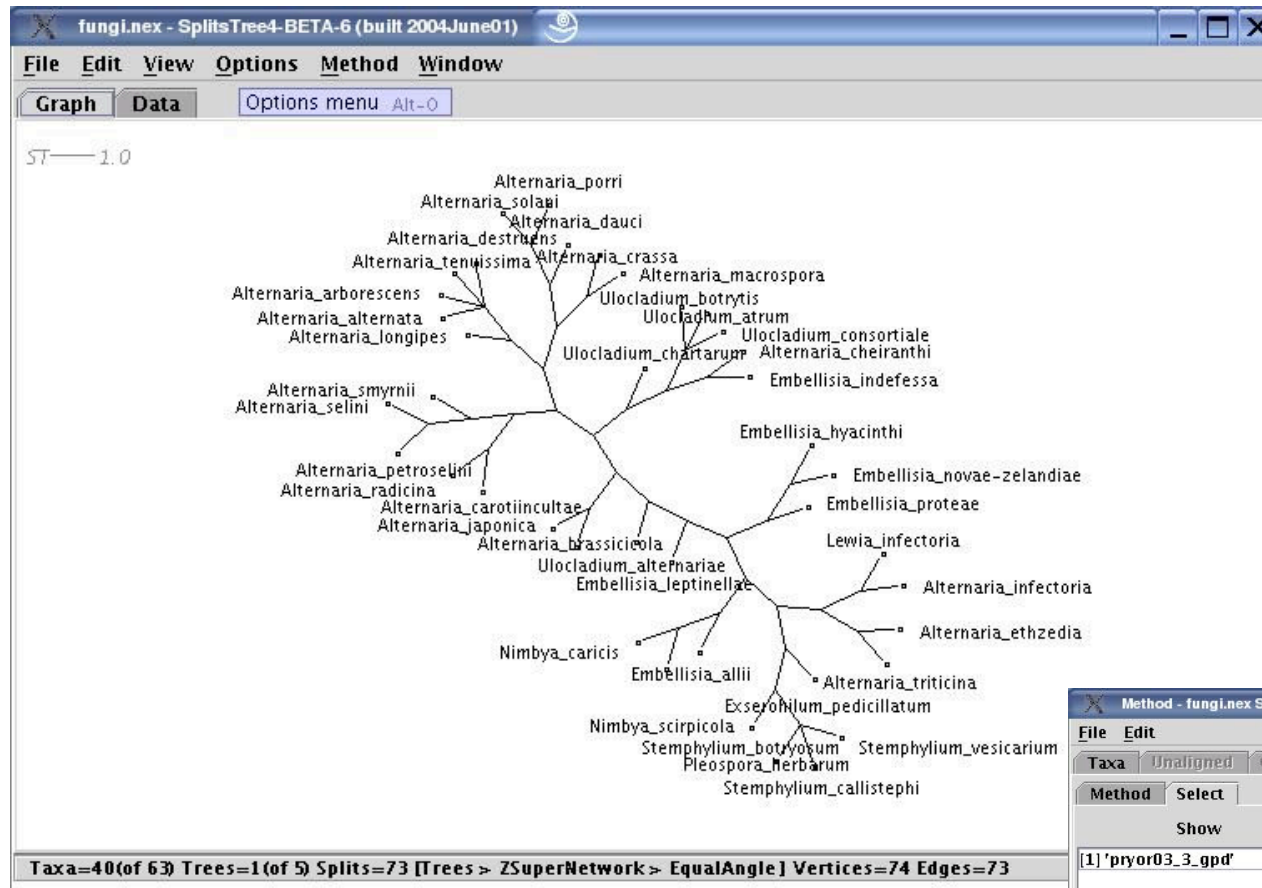 fungi.nex - SplitsTree4-BETA-6 (built 2004June01)
File Edit View Options Method Window
Graph Data Options menu Alt-O
ST 1.0
Alternaria_porri
Alternaria_solani
Alternaria_dauci
Alternaria_destruens
Alternaria_crassa
Alternaria_tenuissima
Alternaria_macrospora
Alternaria_arborescens
Ulocladium_botrytis
Alternaria_alternata
Ulocladium_atrum
Alternaria_longipes
Ulocladium_consortiale
Ulocladium_chartarum
Alternaria_cheiranthi
Embellisia_indefessa
Alternaria_smyrnii
Alternaria_selini
Embellisia_hyacinthi
Alternaria_petroselini
Embellisia_novae-zelandiae
Alternaria_radicina
Embellisia_proteae
Alternaria_carotiincultae
Alternaria_japonica
Lewia_infectoria
Alternaria_brassicicola
Ulocladium_alternariae
Embellisia_leptinellae
Alternaria_infectoria
Alternaria_ethzedia
Nimbya_caricis
Embellisia_allii
Alternaria_triticina
Exserohilum_pedicillatum
Nimbya_scirpicola
Stemphylium_botryosum
Stemphylium_vesicarium
Pleospora_herbarum
Stemphylium_callistephi
Taxa=40(of 63) Trees=1(of 5) Splits=73 [Trees > ZSuperNetwork > EqualAngle] Vertices=74 Edges=73
Method - fungi.nex S
File Edit
Taxa Unaligned
Method Select
Show
[1] 'pryor03_3_gpd'